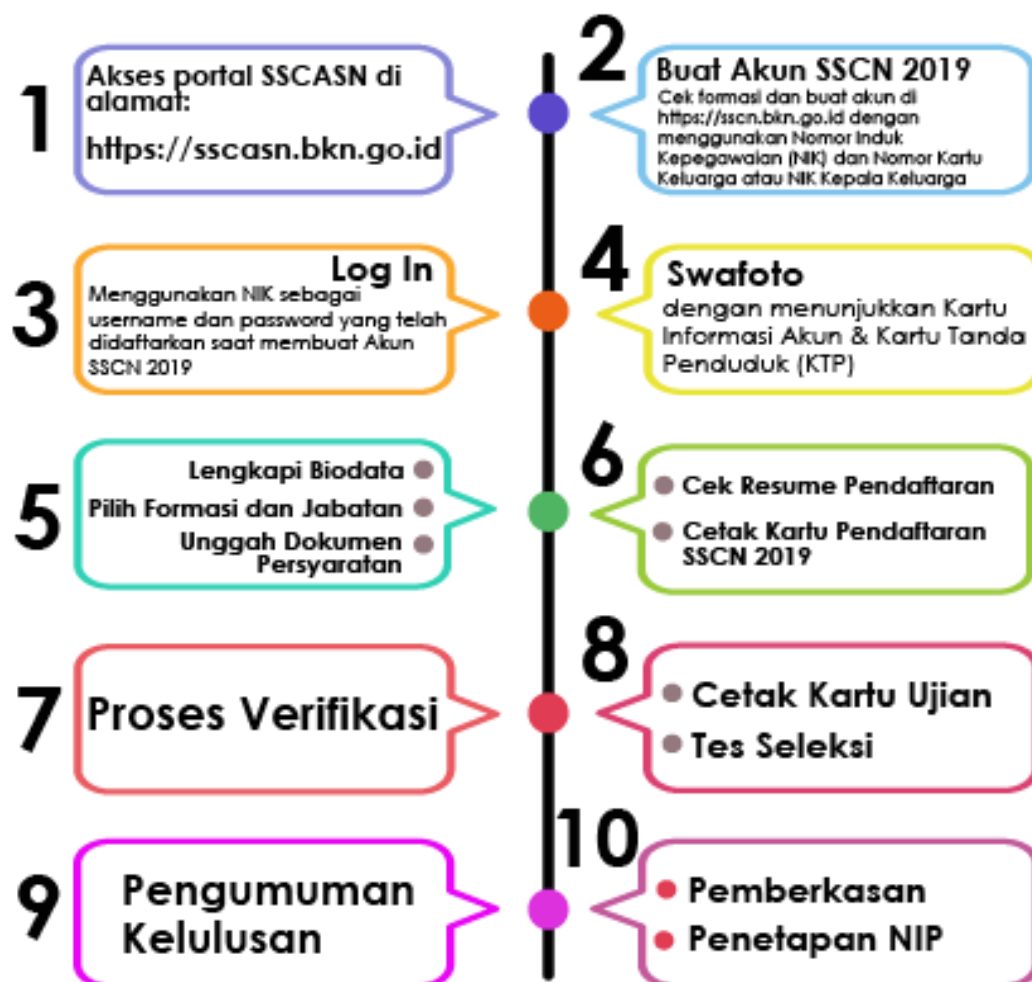 1
Akses portal SSCASN di
alamat:
https://sscasn.bkn.go.id
2
Buat Akun SSCN 2019
Cek formasi dan buat akun di
https://sscn.bkn.go.id dengan
menggunakan Nomor Induk
Kepegawaian (NIK) dan Nomor Kartu
Keluarga atau NIK Kepala Keluarga
3
Log In
Menggunakan NIK sebagai
username dan password yang telah
didaftarkan saat membuat Akun
SSCN 2019
4
Swafoto
dengan menunjukkan Kartu
Informasi Akun & Kartu Tanda
Penduduk (KTP)
5
Lengkapi Biodata
Pilih Formasi dan Jabatan
Unggah Dokumen
Persyaratan
6
Cek Resume Pendaftaran
Cetak Kartu Pendaftaran
SSCN 2019
7
Proses Verifikasi
8
Cetak Kartu Ujian
Tes Seleksi
9
Pengumuman
Kelulusan
10
Pemberkasan
Penetapan NIP